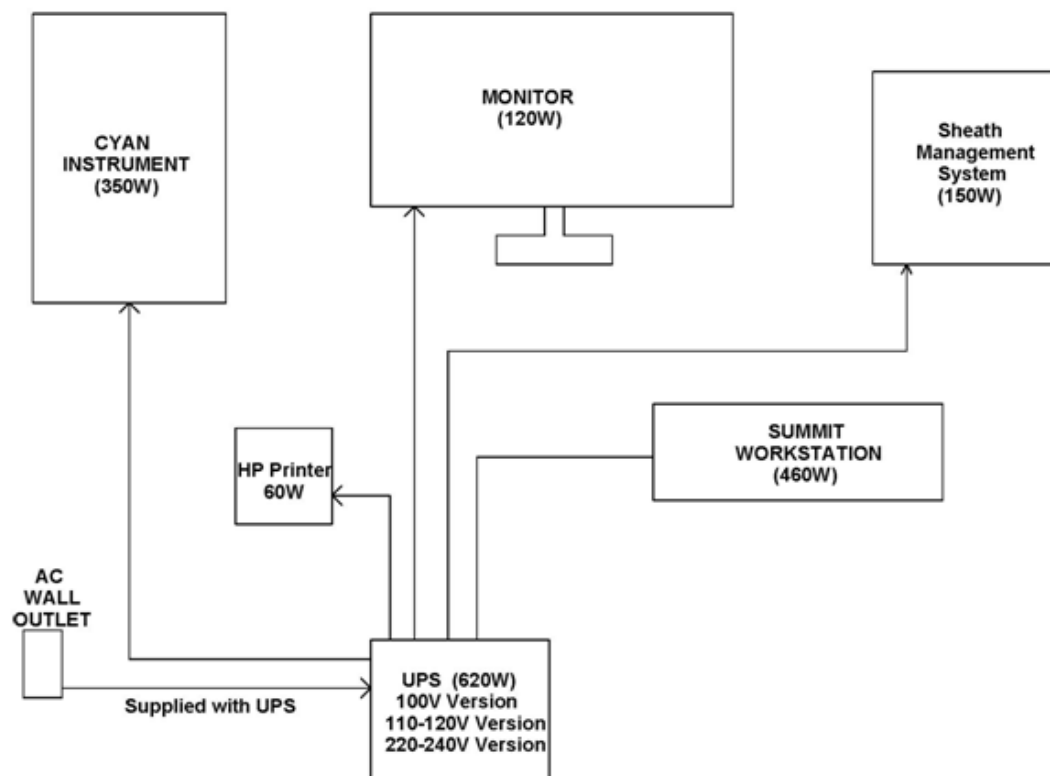 CYAN
INSTRUMENT
(350W)
MONITOR
(120W)
Sheath
Management
System
(150W)
SUMMIT
WORKSTATION
(460W)
HP Printer
60W
AC
WALL
OUTLET
Supplied with UPS
UPS (620W)
100V Version
110-120V Version
220-240V Version